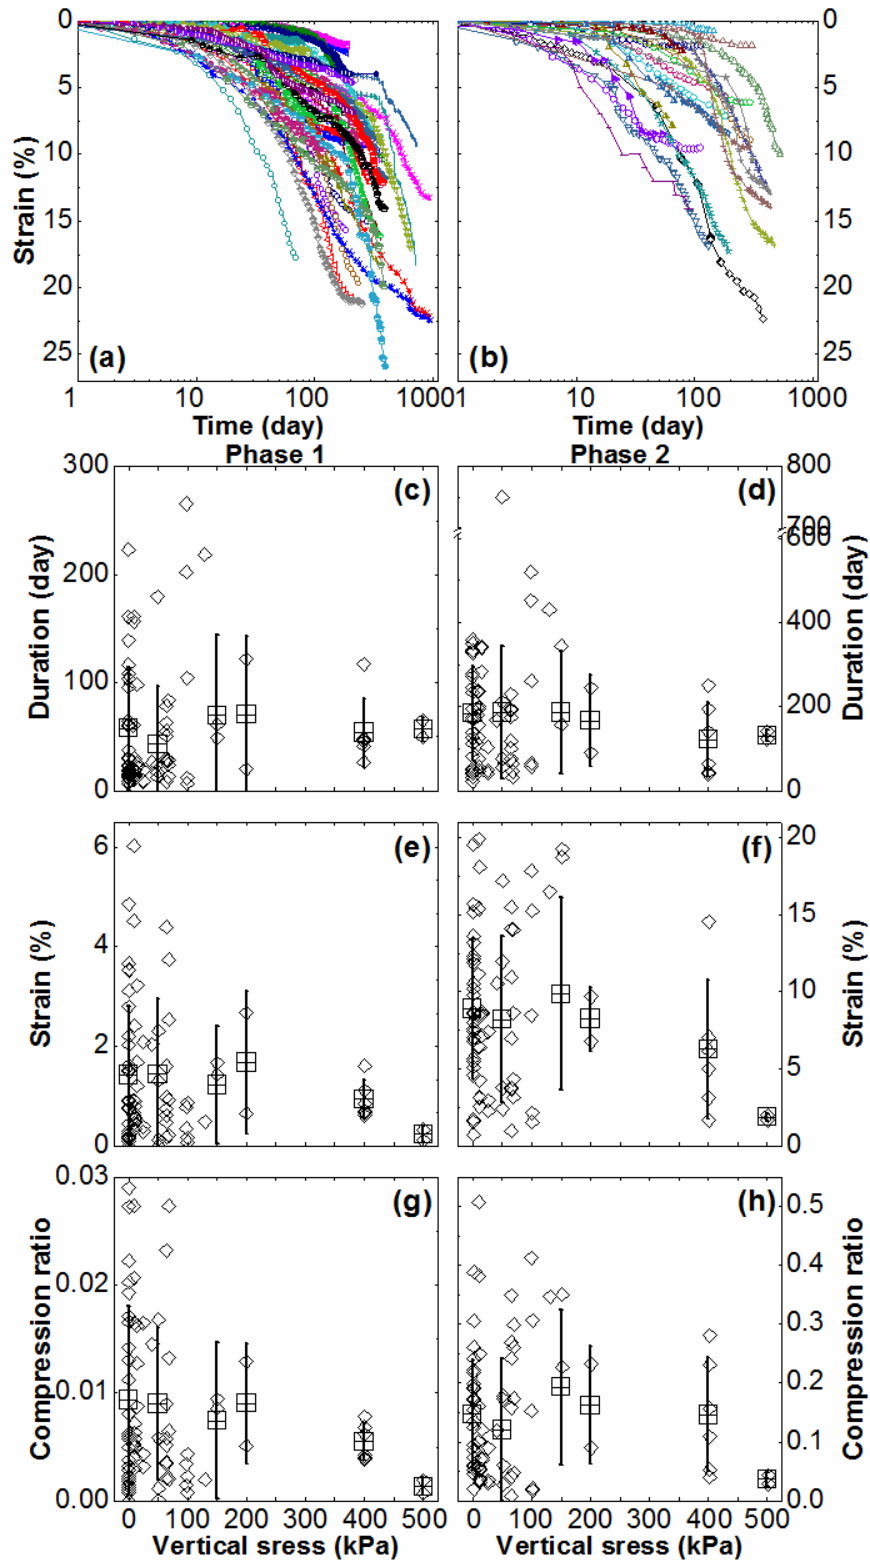 0 0
5 5
10 10
15 15
20 20
25 25
Strain (%)
(a) (b)
1 10 100 1000 1 10 100 1000
Time (day) Time (day)
Phase 1 Phase 2
300 (c) (d) 800
700
200 600
400
100 200
0 0
Duration (day) Duration (day)
6 (e) (f) 20
4 15
10
2 5
0 0
Strain (%) Strain (%)
0.03 (g) (h) 0.5
0.4
0.02 0.3
0.01 0.2
0.1
0.00 0.0
Compression ratio Compression ratio
0 100 200 300 400 500 0 100 200 300 400 500
Vertical sress (kPa) Vertical sress (kPa)